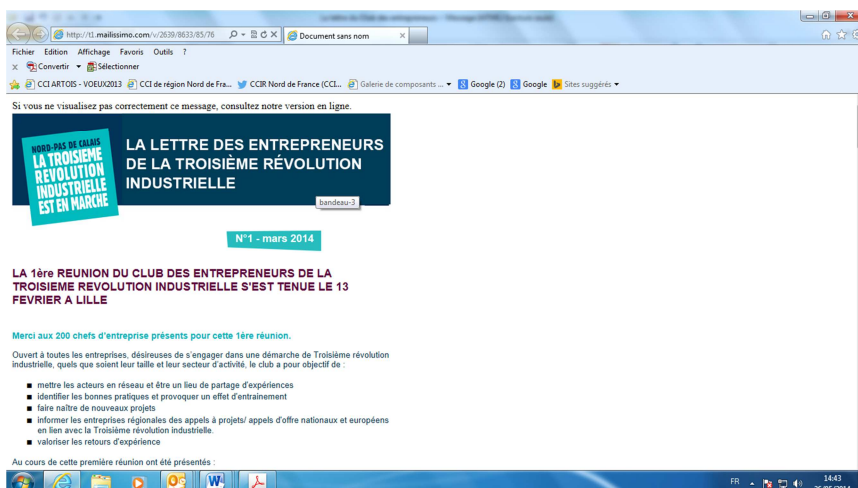 http://t1.mailissimo.com/v/2639/8633/85/76
Document sans nom
Fichier Edition Affichage Favoris Outils ?
x Convertir Sélectionner
CCI ARTOIS - VOEUX2013 CCI de région Nord de Fra... CCIR Nord de France (CCI... Galerie de composants ... Google (2) Google Sites suggérés
Si vous ne visualisez pas correctement ce message, consultez notre version en ligne.
NORD-PAS DE CALAIS
LA TROISIEME
REVOLUTION
INDUSTRIELLE
EST EN MARCHE
LA LETTRE DES ENTREPRENEURS
DE LA TROISIÈME RÉVOLUTION
INDUSTRIELLE
bandeau-3
N°1 - mars 2014
LA 1ère REUNION DU CLUB DES ENTREPRENEURS DE LA
TROISIEME REVOLUTION INDUSTRIELLE S'EST TENUE LE 13
FEVRIER A LILLE
Merci aux 200 chefs d'entreprise présents pour cette 1ére réunion.
Ouvert à toutes les entreprises, désireuses de s'engager dans une démarche de Troisième révolution
industrielle, quels que soient leur taille et leur secteur d'activité, le club a pour objectif de :
■ mettre les acteurs en réseau et être un lieu de partage d'expériences
■ identifier les bonnes pratiques et provoquer un effet d'entrainement
■ faire naître de nouveaux projets
■ informer les entreprises régionales des appels à projets/ appels d'offre nationaux et européens
en lien avec la Troisième révolution industrielle.
■ valoriser les retours d'expérience
Au cours de cette première réunion ont été présentés :
FR
14:43